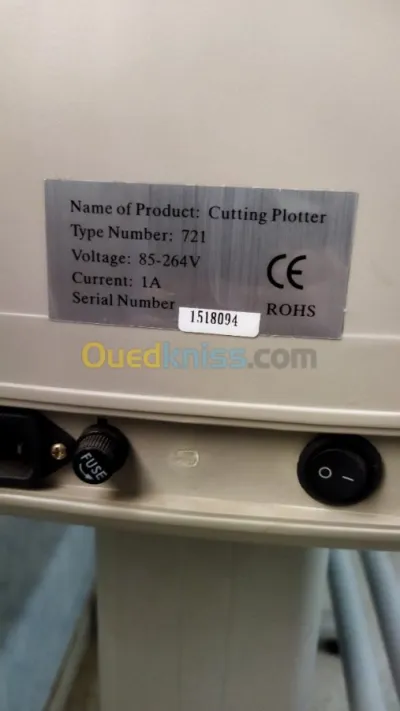 Name of Product: Cutting Plotter
Type Number: 721
Voltage: 85-264V
Current: 1A
CE
Serial Number
1518094
ROHS
Ouedkniss.com
FUSE
O I